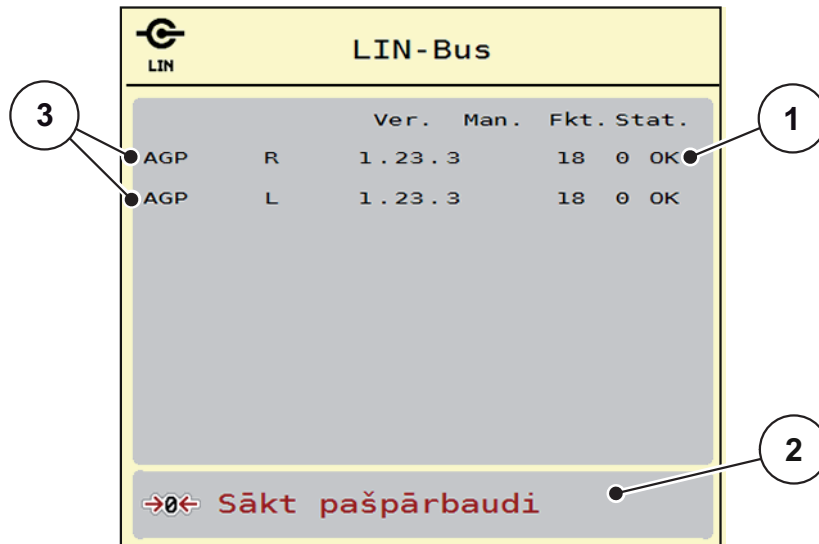 LIN
LIN-Bus
3
1
Ver. Man. Fkt. Stat.
AGP R 1.23.3 18 0 OK
AGP L 1.23.3 18 0 OK
2
→0← Sākt pašpārbaudi